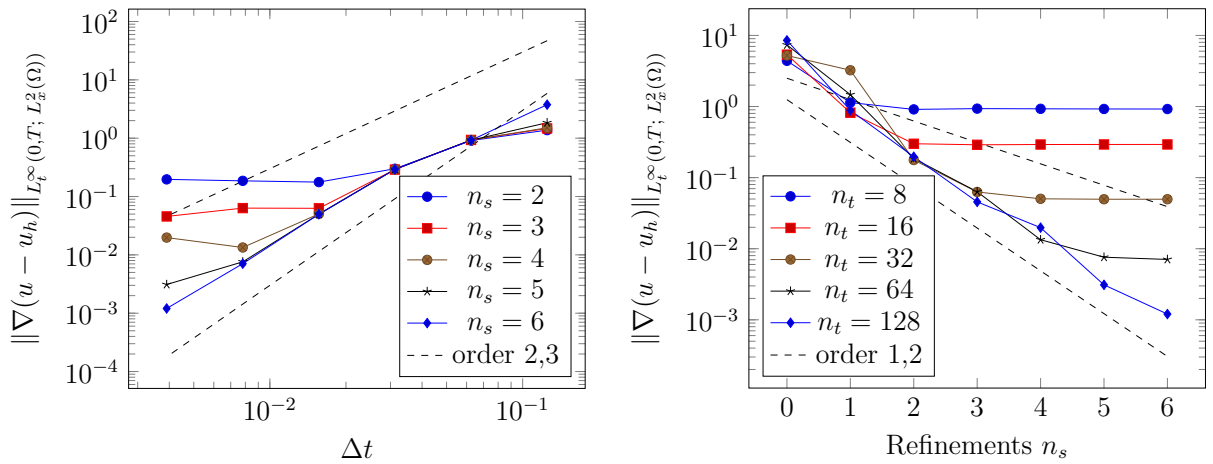 10^2
10^1
10^0
10^{-1}
10^{-2}
10^{-3}
10^{-4}
‖∇(u − u_h)‖_{L_t^∞(0,T; L_x^2(Ω))}
n_s = 2
n_s = 3
n_s = 4
n_s = 5
n_s = 6
order 2,3
10^{-2} 10^{-1}
Δt
10^1
10^0
10^{-1}
10^{-2}
10^{-3}
‖∇(u − u_h)‖_{L_t^∞(0,T; L_x^2(Ω))}
n_t = 8
n_t = 16
n_t = 32
n_t = 64
n_t = 128
order 1,2
0 1 2 3 4 5 6
Refinements n_s